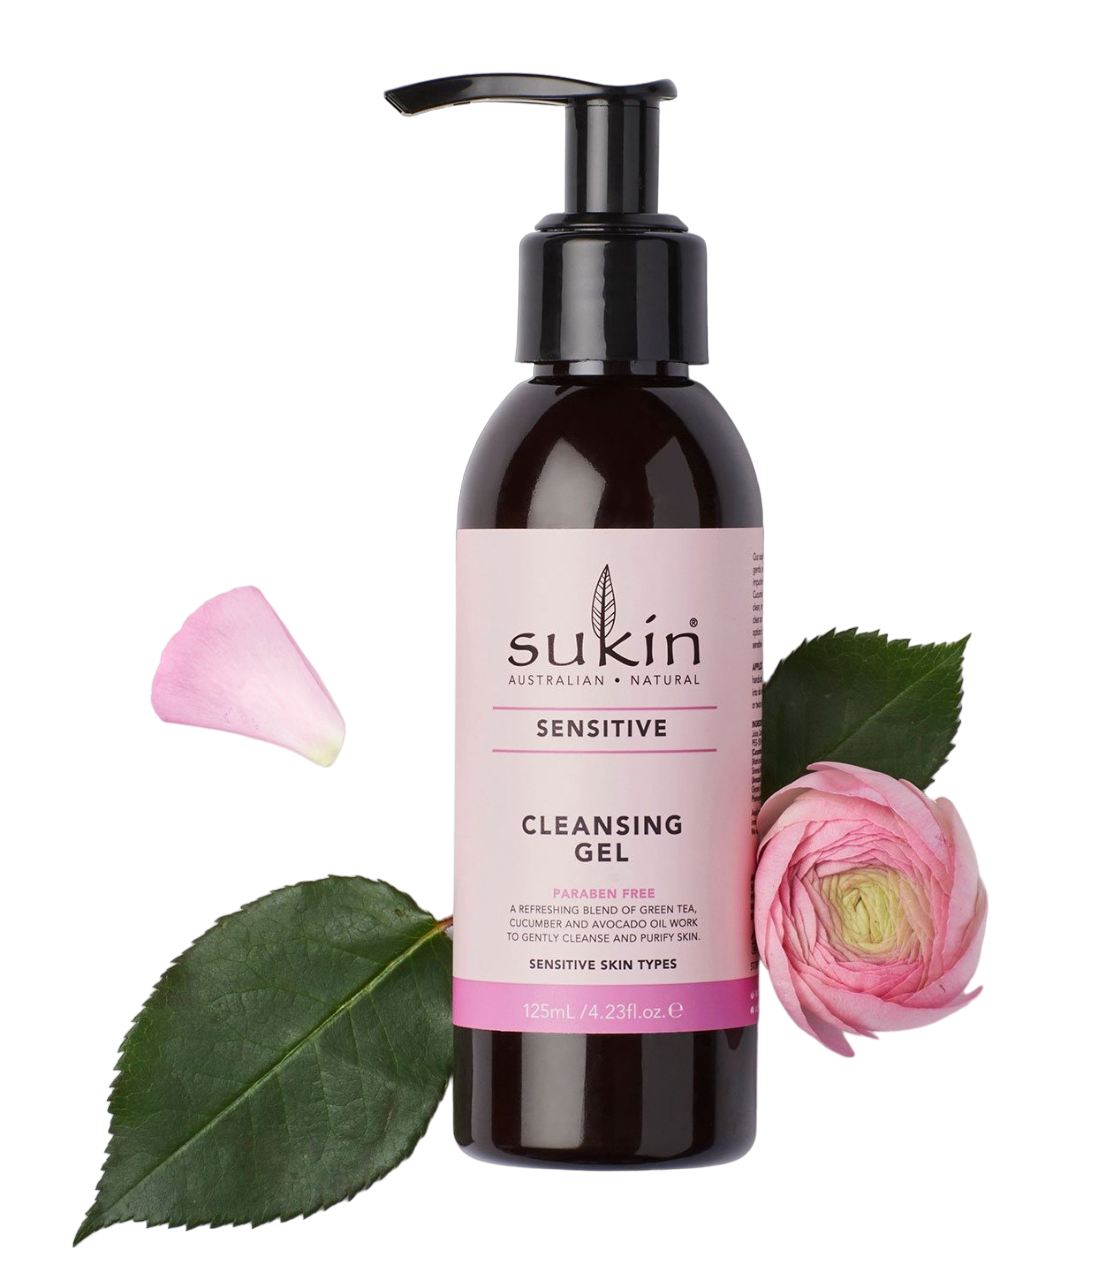 sukin®
AUSTRALIAN • NATURAL
SENSITIVE
CLEANSING
GEL
PARABEN FREE
A REFRESHING BLEND OF GREEN TEA,
CUCUMBER AND AVOCADO OIL WORK
TO GENTLY CLEANSE AND PURIFY SKIN.
SENSITIVE SKIN TYPES
125mL /4.23fl.oz.℮